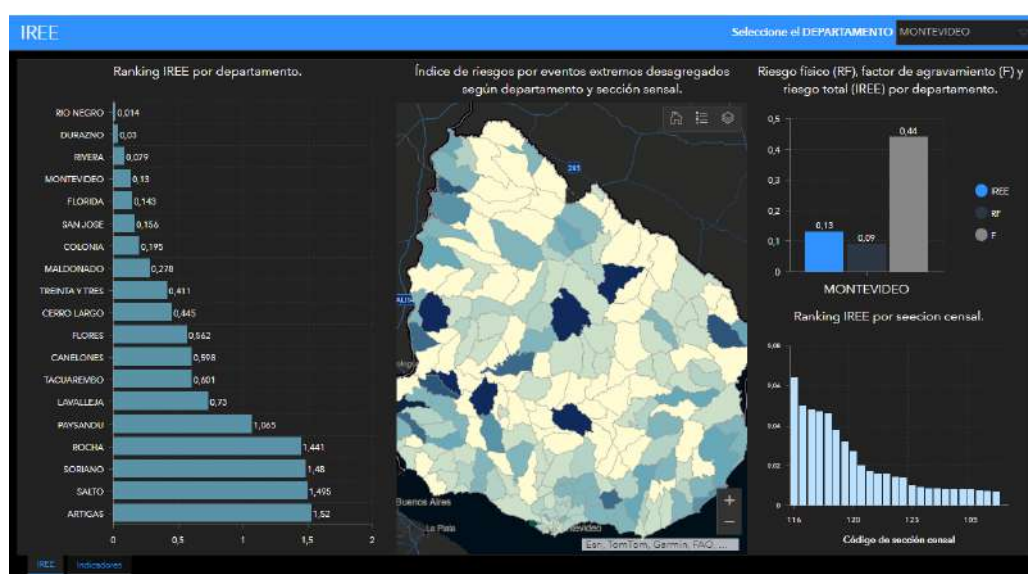 IREE
Seleccione el DEPARTAMENTO MONTEVIDEO
Ranking IREE por departamento.
RIO NEGRO 0,014
DURAZNO 0,03
RIVERA 0,079
MONTEVIDEO 0,13
FLORIDA 0,143
SAN JOSE 0,156
COLONIA 0,195
MALDONADO 0,278
TREINTA Y TRES 0,411
CERRO LARGO 0,445
FLORES 0,562
CANELONES 0,598
TACUAREMBO 0,601
LAVALLEJA 0,73
PAYSANDU 1,065
ROCHA 1,441
SORIANO 1,48
SALTO 1,495
ARTIGAS 1,52
0 0,5 1 1,5 2
Índice de riesgos por eventos extremos desagregados
según departamento y sección sensal.
Buenos Aires
La Plata
Esri, TomTom, Garmin, FAO, ...
Riesgo físico (RF), factor de agravamiento (F) y
riesgo total (IREE) por departamento.
0,5
0,4
0,3
0,2
0,1
0
0,13
0,09
0,44
MONTEVIDEO
IREE
RF
F
Ranking IREE por seecion censal.
0,04
0,02
0
116 120 125 105
Código de sección censal
IREE Indicadores